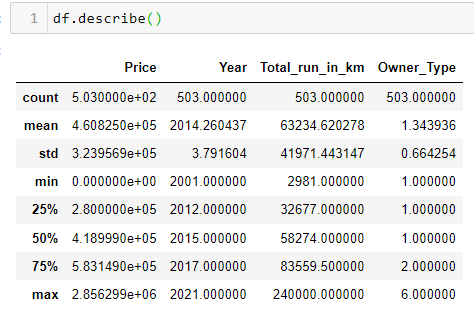 1 df.describe()
Price Year Total_run_in_km Owner_Type
count 5.030000e+02 503.000000 503.000000 503.000000
mean 4.608250e+05 2014.260437 63234.620278 1.343936
std 3.239569e+05 3.791604 41971.443147 0.664254
min 0.000000e+00 2001.000000 2981.000000 1.000000
25% 2.800000e+05 2012.000000 32677.000000 1.000000
50% 4.189990e+05 2015.000000 58274.000000 1.000000
75% 5.831490e+05 2017.000000 83559.500000 2.000000
max 2.856299e+06 2021.000000 240000.000000 6.000000